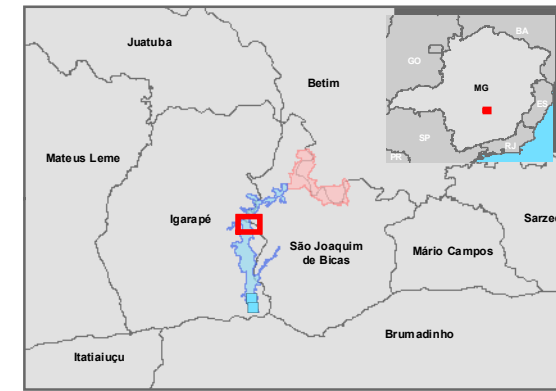 Juatuba
Betim
BA
GO
MG
ES
SP
RJ
PR
Mateus Leme
Igarapé
São Joaquim
de Bicas
Mário Campos
Sarze
Brumadinho
Itatiaiuçu